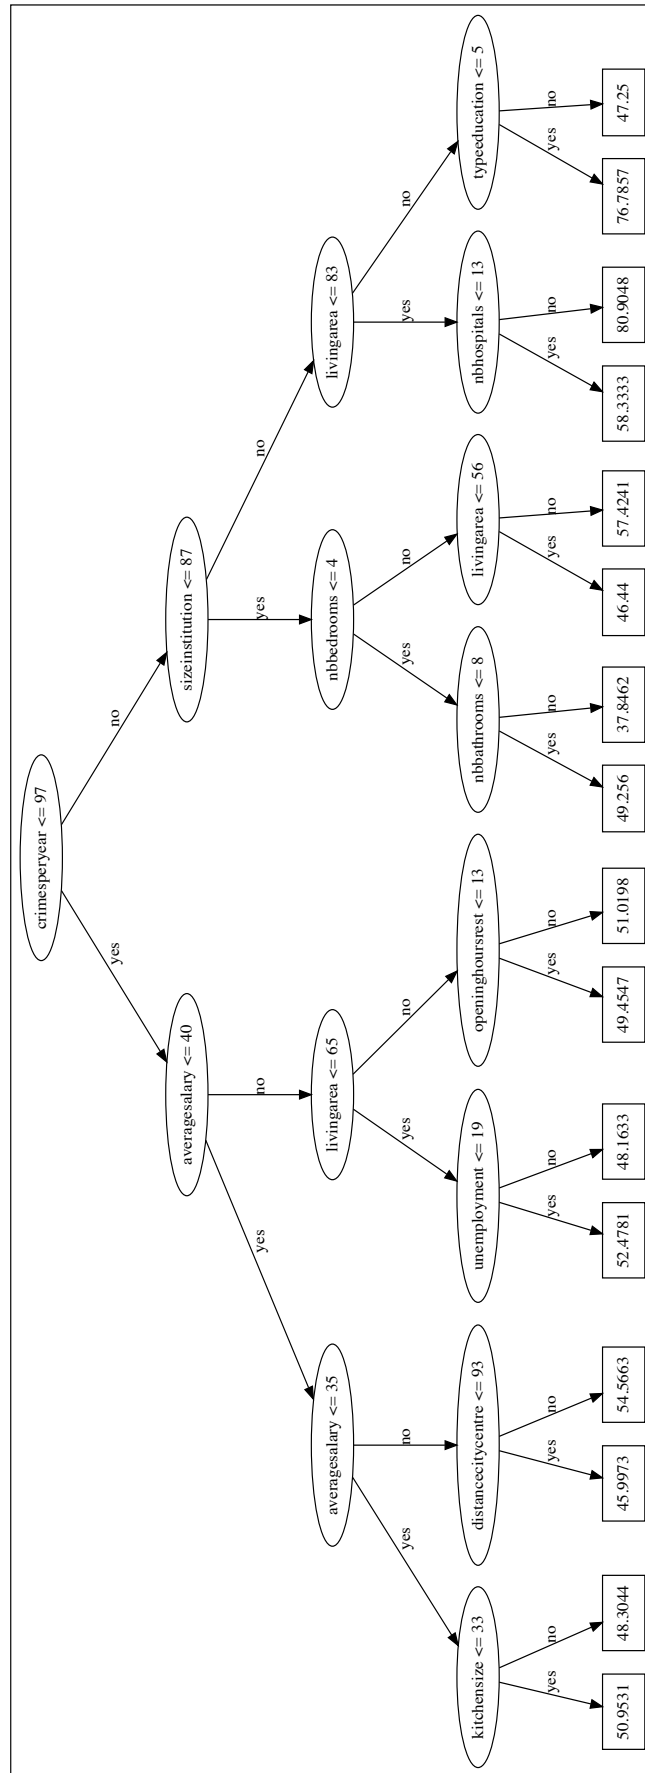 crimesperyear <= 97
yes
no
averagesalary <= 40
sizeinstitution <= 87
yes
no
yes
no
averagesalary <= 35
livingarea <= 65
nbbedrooms <= 4
livingarea <= 83
yes
no
yes
no
yes
no
yes
no
kitchensize <= 33
distancecitycentre <= 93
unemployment <= 19
openinghoursrest <= 13
nbbathrooms <= 8
livingarea <= 56
nbhospitals <= 13
typeeducation <= 5
yes
no
yes
no
yes
no
yes
no
yes
no
yes
no
yes
no
yes
no
50.9531
48.3044
45.9973
54.5663
52.4781
48.1633
49.4547
51.0198
49.256
37.8462
46.44
57.4241
58.3333
80.9048
76.7857
47.25